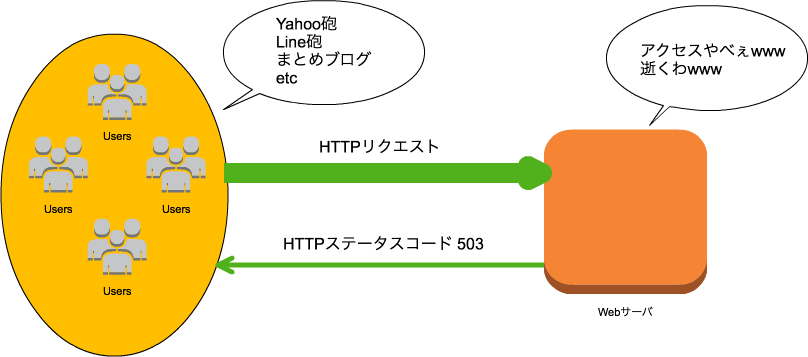 Yahoo砲
Line砲
まとめブログ
etc
アクセスやべぇwww
逝くわwww
Users
Users
Users
Users
HTTPリクエスト
HTTPステータスコード 503
Webサーバ